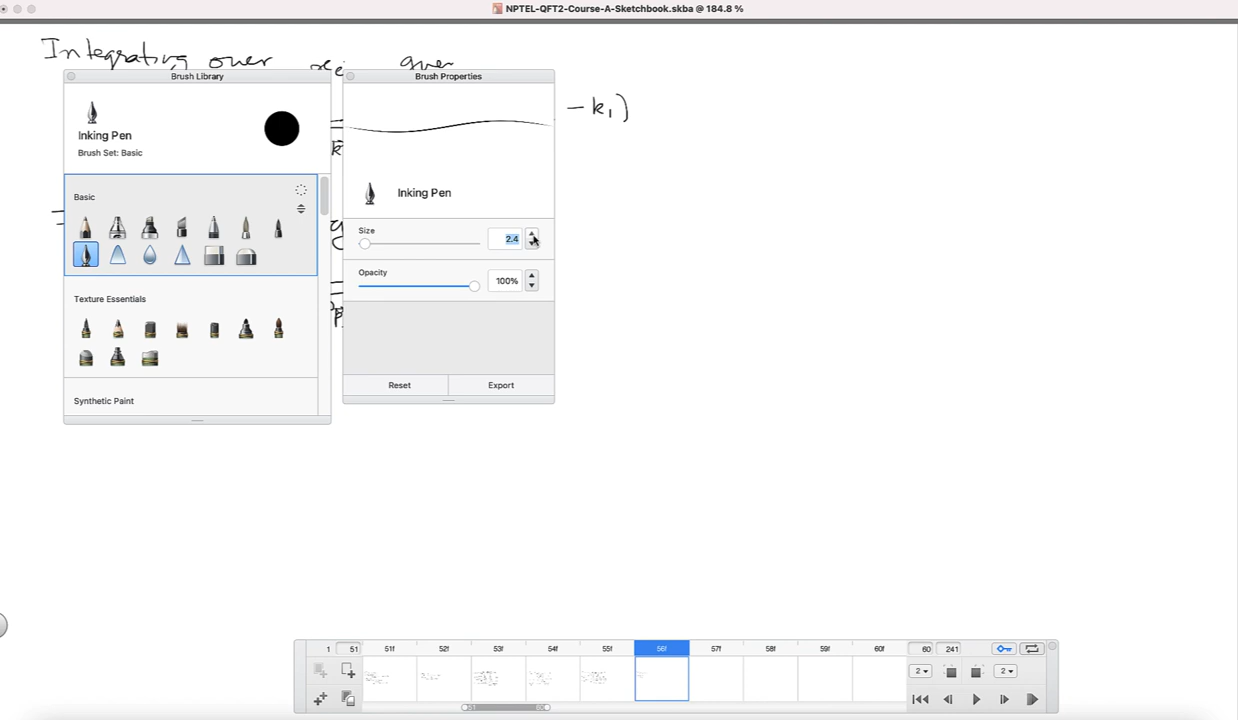 NPTEL-QFT2-Course-A-Sketchbook.skba @ 184.8 %
Integrating over
Brush Library
Brush Properties
Inking Pen
Brush Set: Basic
= - k₁)
k
Basic
Inking Pen
=
Size
2.4
Opacity
100%
=
Texture Essentials
Reset
Export
Synthetic Paint
1 51 51f 52f 53f 54f 55f 56f 57f 58f 59f 60f 60 241
2
2